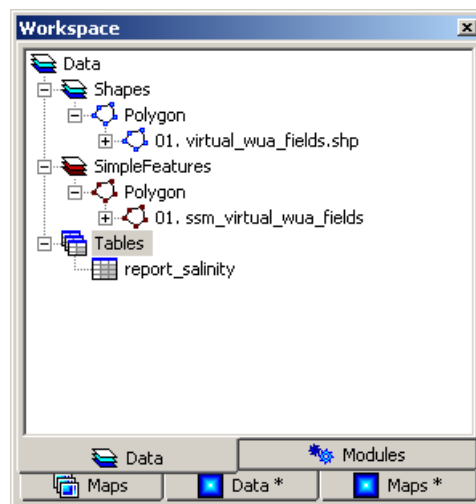 Workspace
Data
Shapes
Polygon
01. virtual_wua_fields.shp
SimpleFeatures
Polygon
01. ssm_virtual_wua_fields
Tables
report_salinity
Data
Modules
Maps
Data *
Maps *